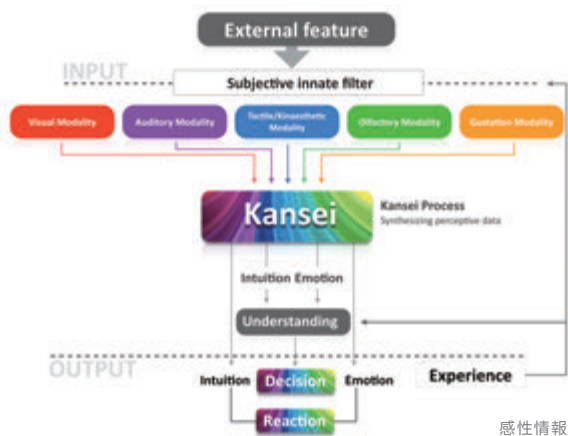 External feature
INPUT
Subjective innate filter
Visual Modality
Auditory Modality
Tactile/Kinaesthetic
Modality
Olfactory Modality
Gustation Modality
Kansei
Kansei Process
Synthesizing perceptive data
Intuition Emotion
Understanding
OUTPUT
Intuition
Decision
Emotion
Experience
Reaction
感性情報